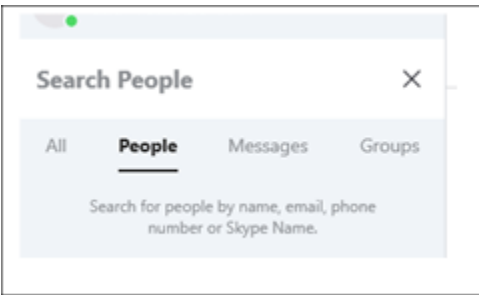 Search People
All People Messages Groups
Search for people by name, email, phone
number or Skype Name.